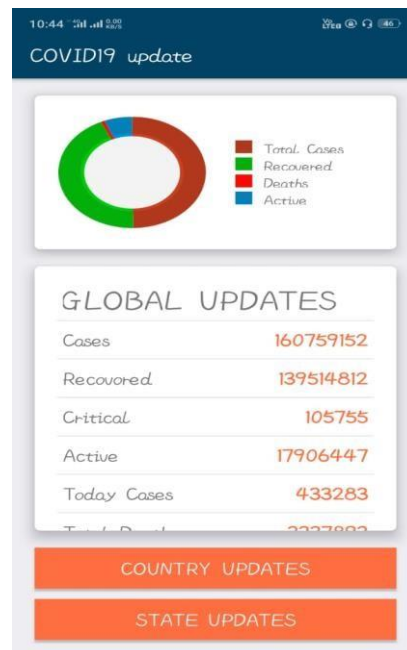 10:44
COVID19 update
Total Cases
Recovered
Deaths
Active
GLOBAL UPDATES
Cases 160759152
Recovored 139514812
Critical 105755
Active 17906447
Today Cases 433283
COUNTRY UPDATES
STATE UPDATES